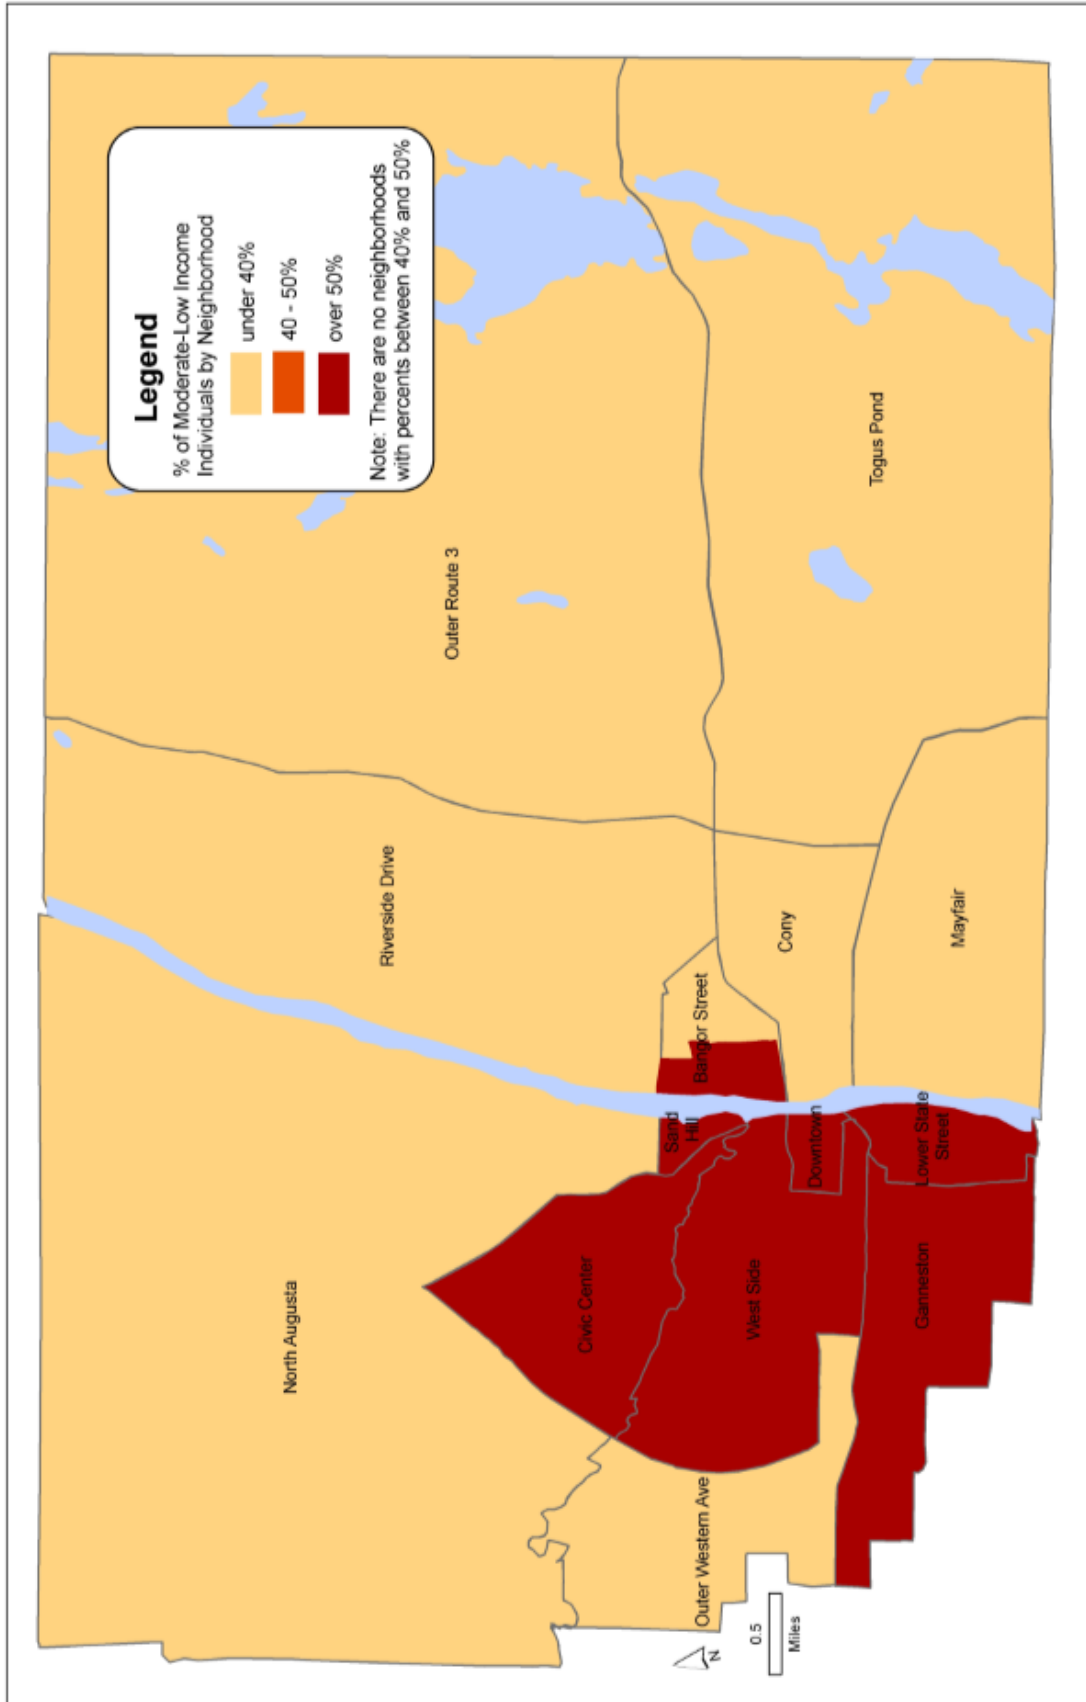 Legend
% of Moderate-Low Income
Individuals by Neighborhood
under 40%
40 - 50%
over 50%
Note: There are no neighborhoods
with percents between 40% and 50%
North Augusta
Riverside Drive
Outer Route 3
Civic Center
Sand
Hill
Bangor Street
Outer Western Ave
West Side
Downtown
Cony
Togus Pond
Ganneston
Lower State
Street
Mayfair
N
0.5
Miles